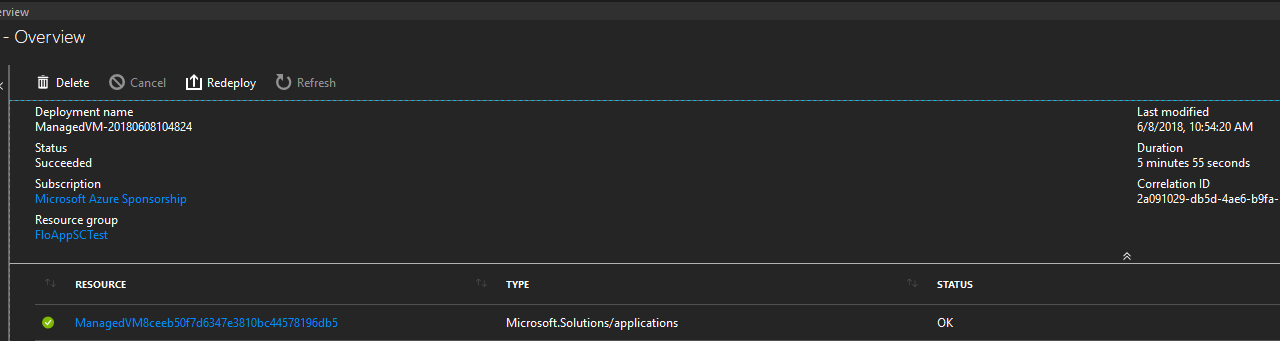 erview
- Overview
Delete Cancel Redeploy Refresh
Deployment name
ManagedVM-20180608104824
Status
Succeeded
Subscription
Microsoft Azure Sponsorship
Resource group
FloAppSCTest
Last modified
6/8/2018, 10:54:20 AM
Duration
5 minutes 55 seconds
Correlation ID
2a091029-db5d-4ae6-b9fa-
RESOURCE TYPE STATUS
ManagedVM8ceeb50f7d6347e3810bc44578196db5 Microsoft.Solutions/applications OK